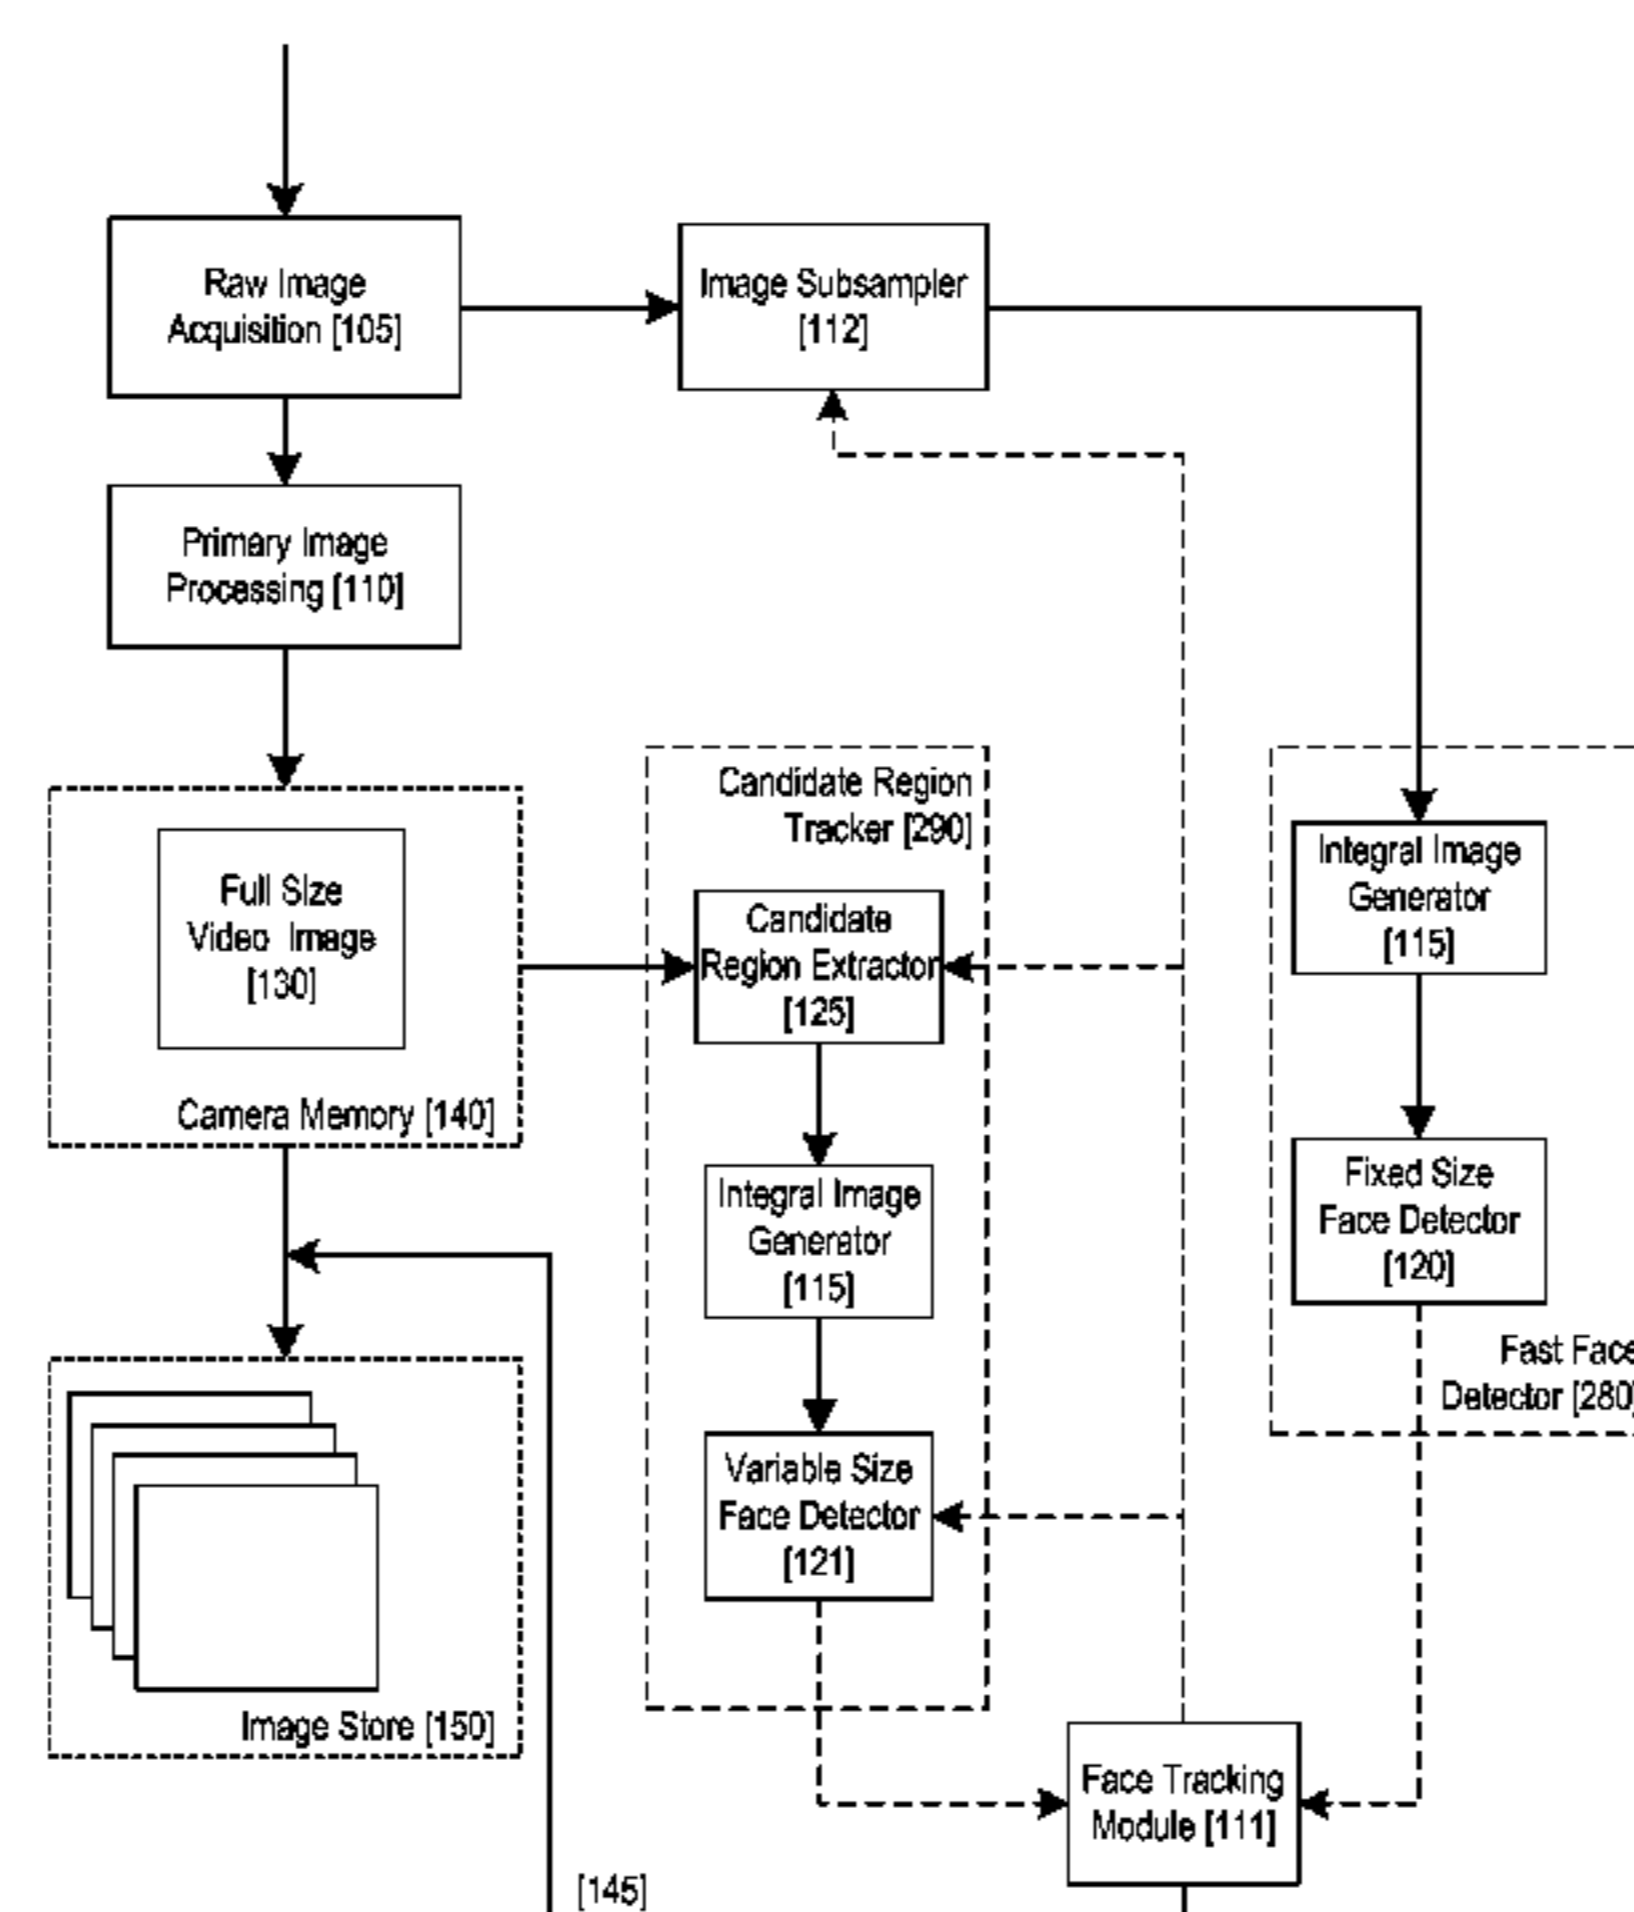 Raw Image
Acquisition [105]
Image Subsampler
[112]
Primary Image
Processing [110]
Full Size
Video Image
[130]
Camera Memory [140]
Candidate Region
Tracker [290]
Candidate
Region Extractor
[125]
Integral Image
Generator
[115]
Variable Size
Face Detector
[121]
Integral Image
Generator
[115]
Fixed Size
Face Detector
[120]
Fast Face
Detector [280]
Image Store [150]
Face Tracking
Module [111]
[145]